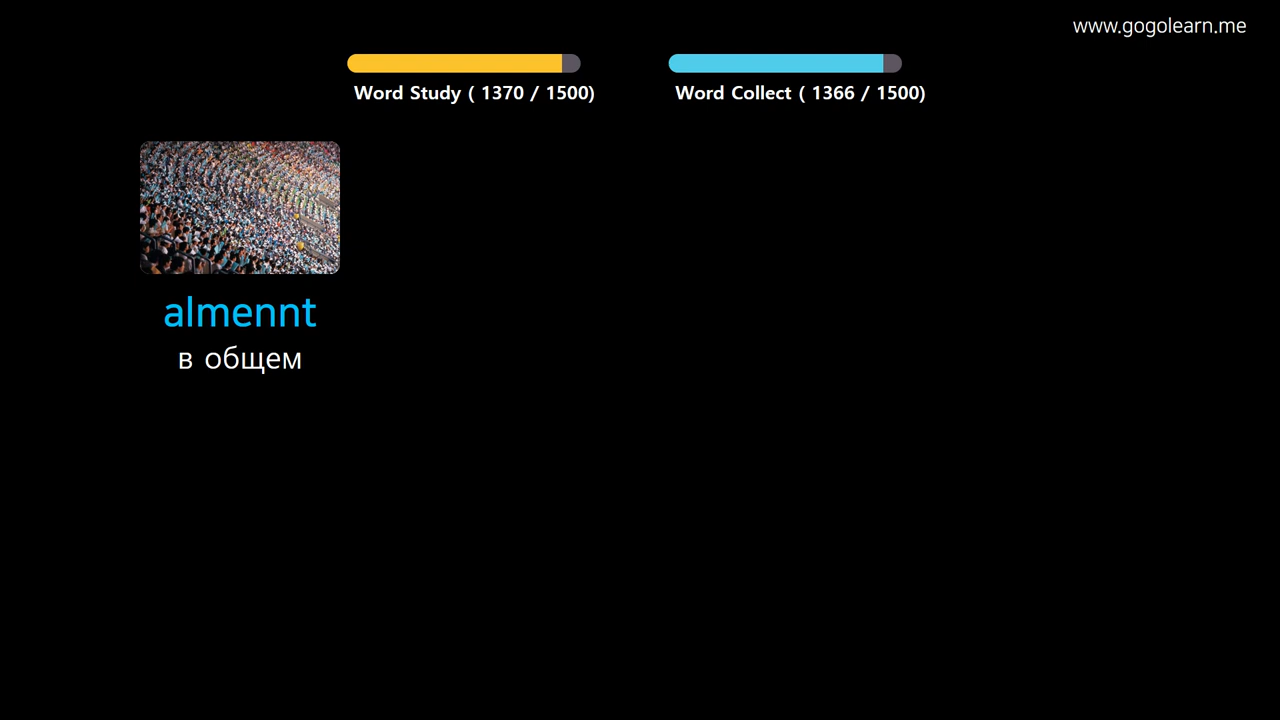 www.gogolearn.me
Word Study ( 1370 / 1500)
Word Collect ( 1366 / 1500)
almennt
в общем